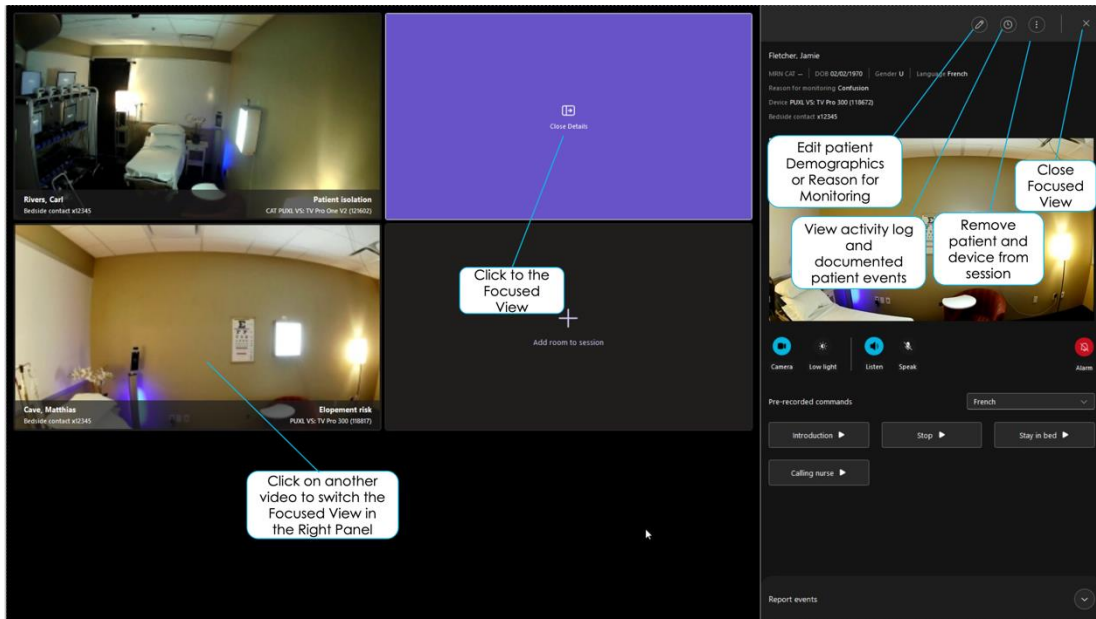 Close Details
Rivers, Carl
Bedside contact x12345
Patient isolation
CAT PUXL VS: TV Pro One V2 (121602)
Click to the
Focused
View
Add room to session
E
Cave, Matthias
Bedside contact x12345
Elopement risk
PUXL VS: TV Pro 300 (118817)
Click on another
video to switch the
Focused View in
the Right Panel
Fletcher, Jamie
MRN CAT -- | DOB 02/02/1970 | Gender U | Language French
Reason for monitoring Confusion
Device PUXL VS: TV Pro 300 (118672)
Bedside contact x12345
Edit patient
Demographics
or Reason for
Monitoring
Close
Focused
View
View activity log
and
documented
patient events
Remove
patient and
device from
session
Camera
Low light
Listen
Speak
Alarm
Pre-recorded commands
French
Introduction
Stop
Stay in bed
Calling nurse
Report events